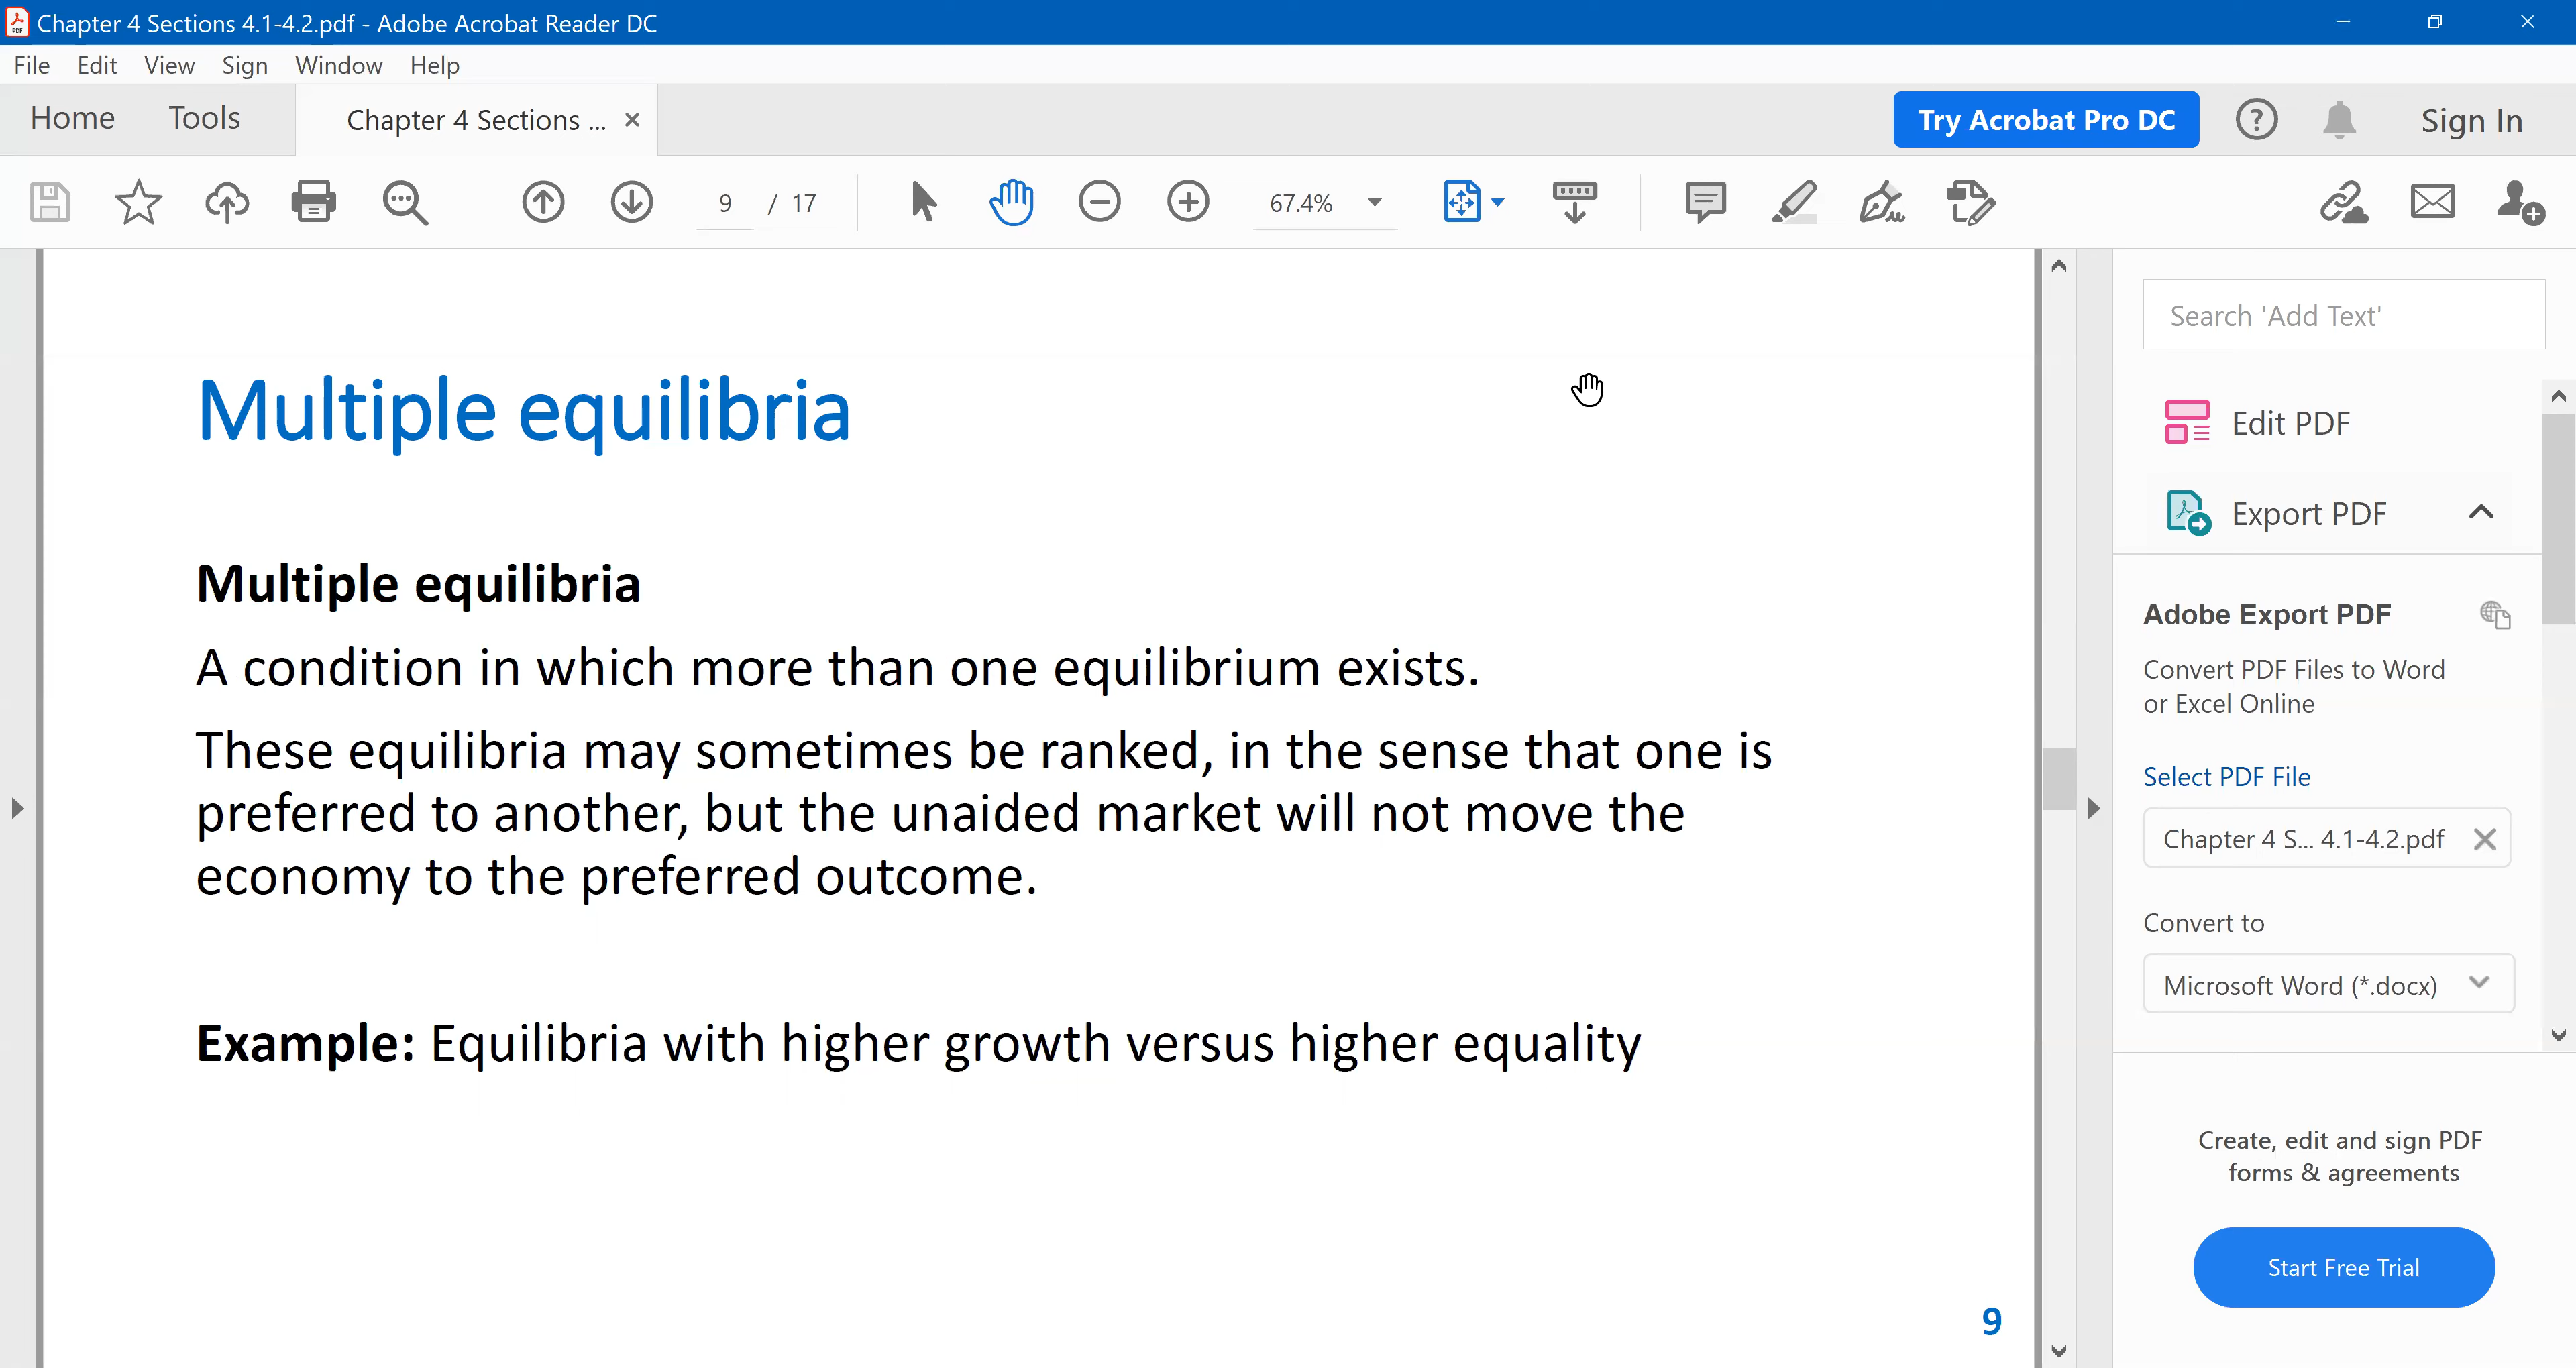 Chapter 4 Sections 4.1-4.2.pdf - Adobe Acrobat Reader DC
File Edit View Sign Window Help
Home Tools Chapter 4 Sections ... Try Acrobat Pro DC Sign In
9 / 17 67.4%
Multiple equilibria
Multiple equilibria
A condition in which more than one equilibrium exists.
These equilibria may sometimes be ranked, in the sense that one is
preferred to another, but the unaided market will not move the
economy to the preferred outcome.
Example: Equilibria with higher growth versus higher equality
9
Search 'Add Text'
Edit PDF
Export PDF
Adobe Export PDF
Convert PDF Files to Word
or Excel Online
Select PDF File
Chapter 4 S... 4.1-4.2.pdf
Convert to
Microsoft Word (*.docx)
Create, edit and sign PDF
forms & agreements
Start Free Trial